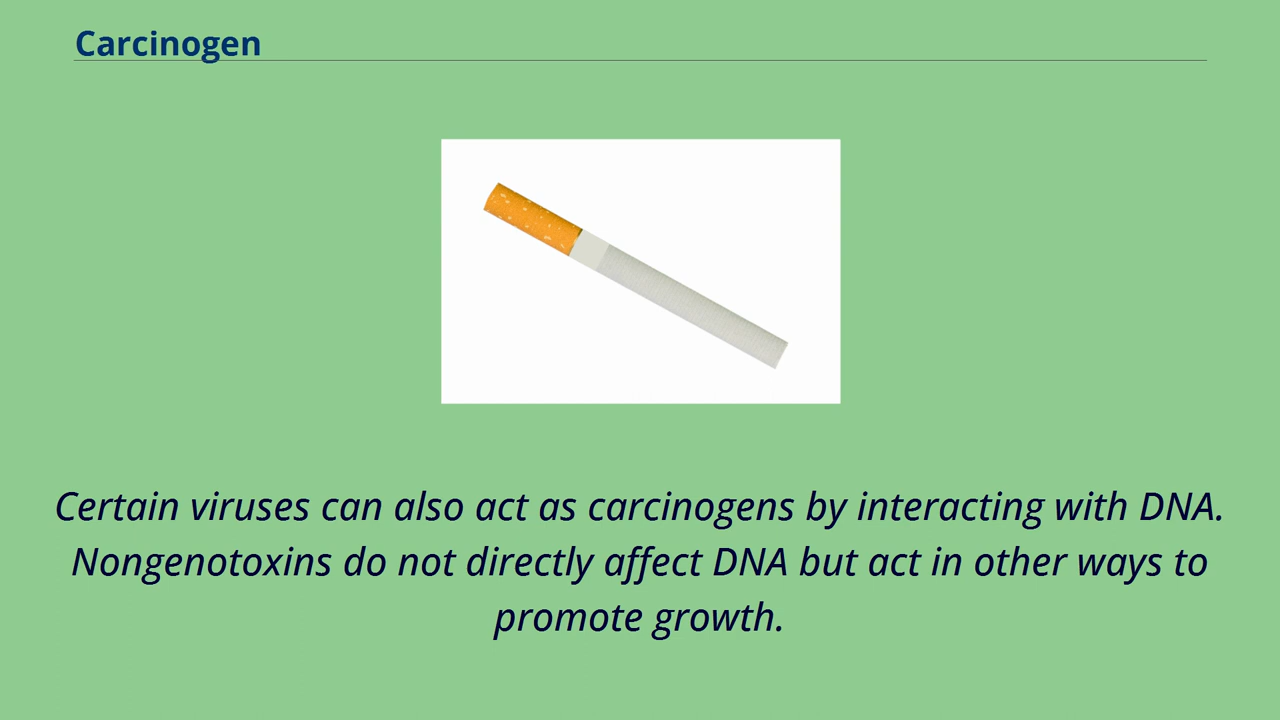 Carcinogen
Certain viruses can also act as carcinogens by interacting with DNA.
Nongenotoxins do not directly affect DNA but act in other ways to
promote growth.